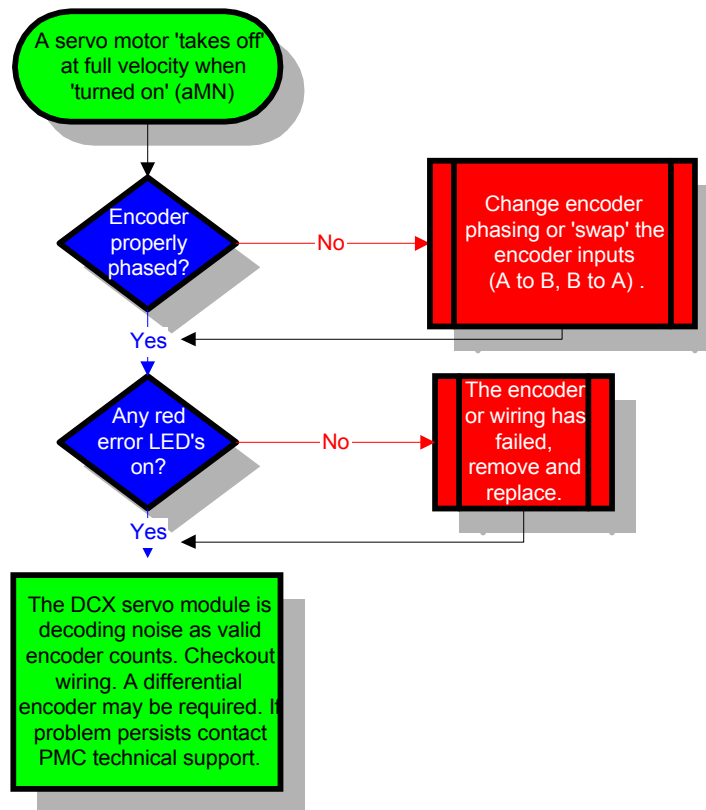 A servo motor 'takes off'
at full velocity when
'turned on' (aMN)
Encoder
properly
phased?
No
Change encoder
phasing or 'swap' the
encoder inputs
(A to B, B to A) .
Yes
Any red
error LED's
on?
No
The encoder
or wiring has
failed,
remove and
replace.
Yes
The DCX servo module is
decoding noise as valid
encoder counts. Checkout
wiring. A differential
encoder may be required. If
problem persists contact
PMC technical support.